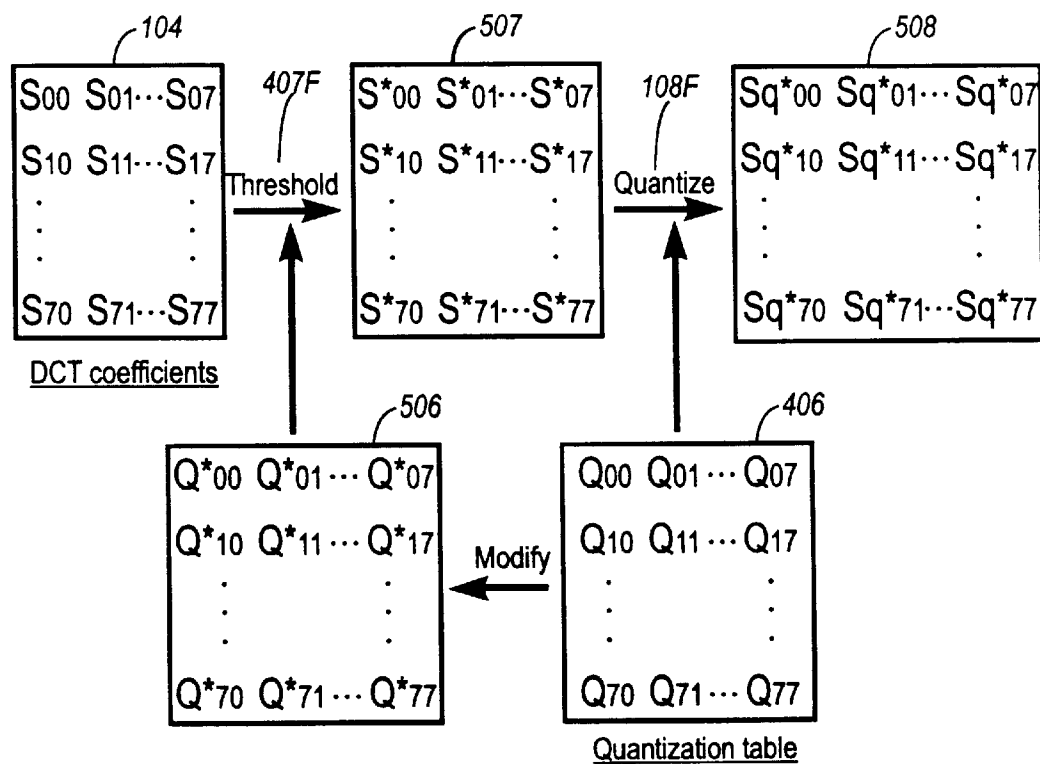 104 507 508
407F 108F
S00 S01···S07 S*00 S*01···S*07 Sq*00 Sq*01··· Sq*07
S10 S11···S17 S*10 S*11···S*17 Sq*10 Sq*11··· Sq*17
Threshold Quantize
S70 S71···S77 S*70 S*71···S*77 Sq*70 Sq*71··· Sq*77
DCT coefficients
506 406
Q*00 Q*01 ··· Q*07 Q00 Q01 ··· Q07
Q*10 Q*11 ··· Q*17 Q10 Q11 ··· Q17
Modify
Q*70 Q*71 ··· Q*77 Q70 Q71 ··· Q77
Quantization table